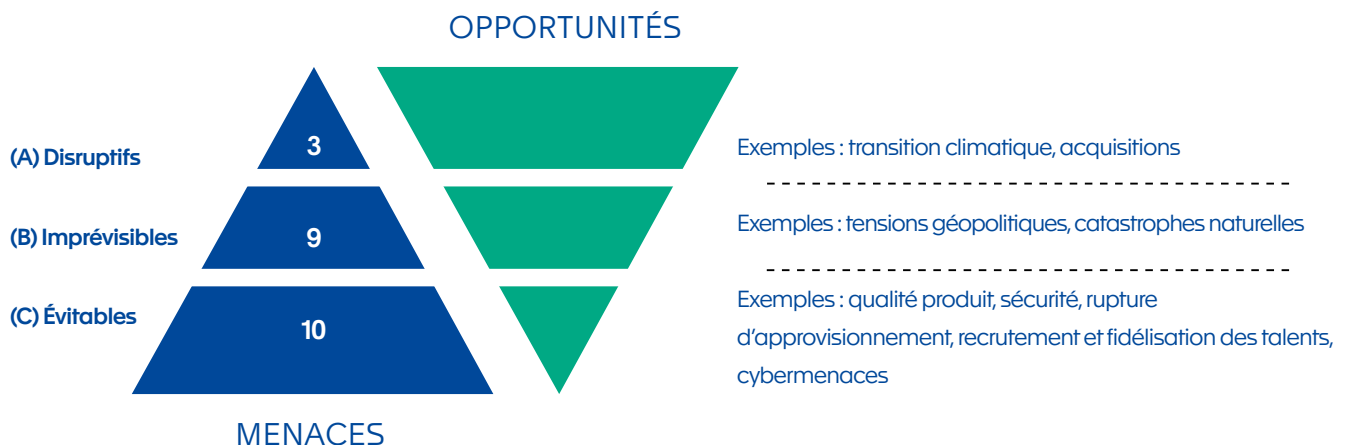 OPPORTUNITÉS
(A) Disruptifs
3
Exemples : transition climatique, acquisitions
(B) Imprévisibles
9
Exemples : tensions géopolitiques, catastrophes naturelles
(C) Évitables
10
Exemples : qualité produit, sécurité, rupture
d’approvisionnement, recrutement et fidélisation des talents,
cybermenaces
MENACES